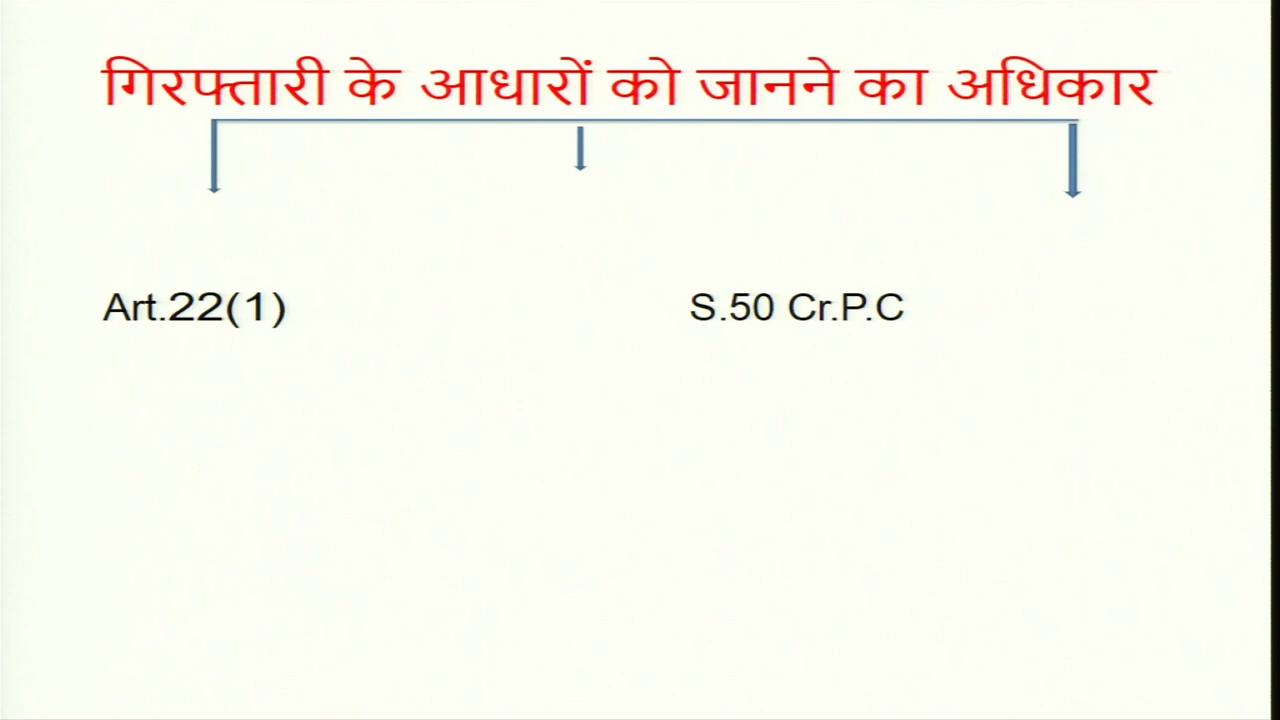 गिरफ्तारी के आधारों को जानने का अधिकार
Art.22(1) S.50 Cr.P.C